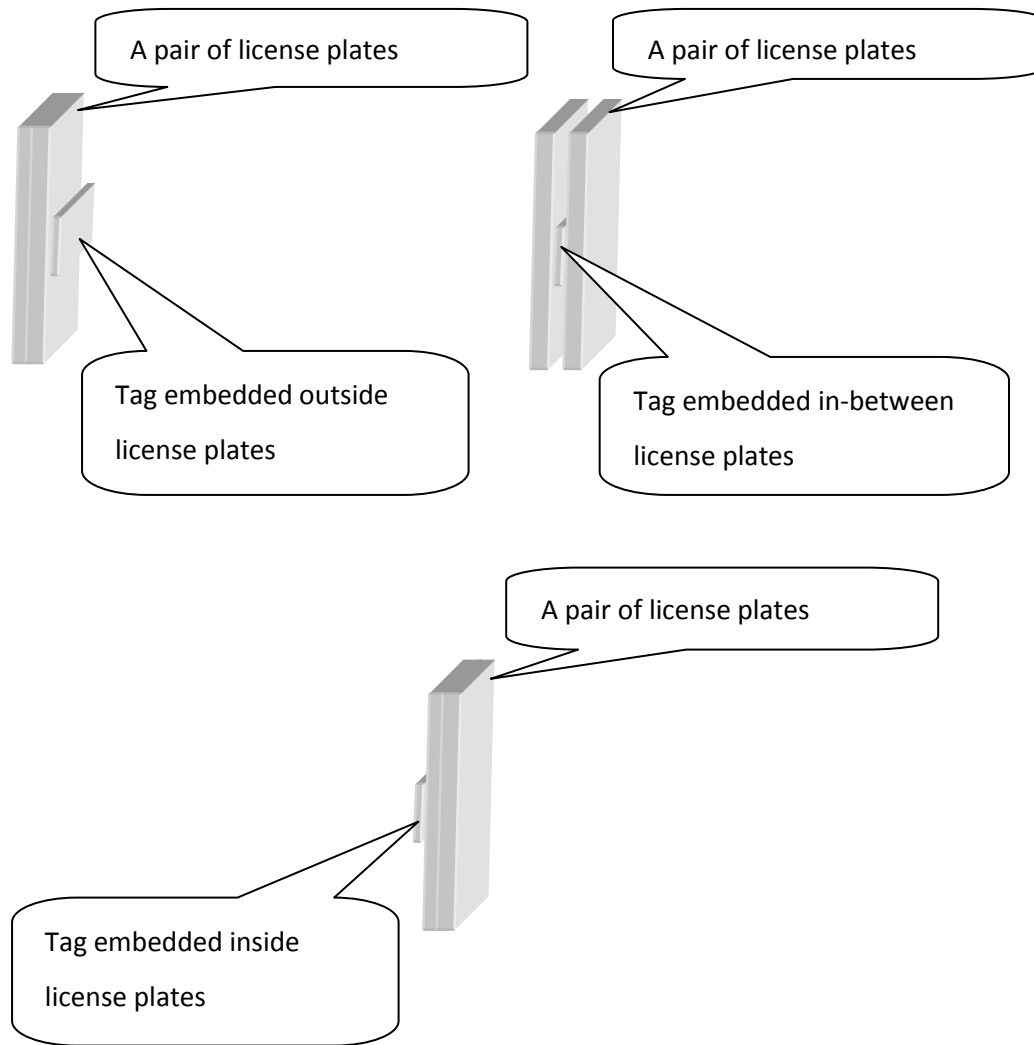 A pair of license plates
A pair of license plates
Tag embedded outside
license plates
Tag embedded in-between
license plates
A pair of license plates
Tag embedded inside
license plates